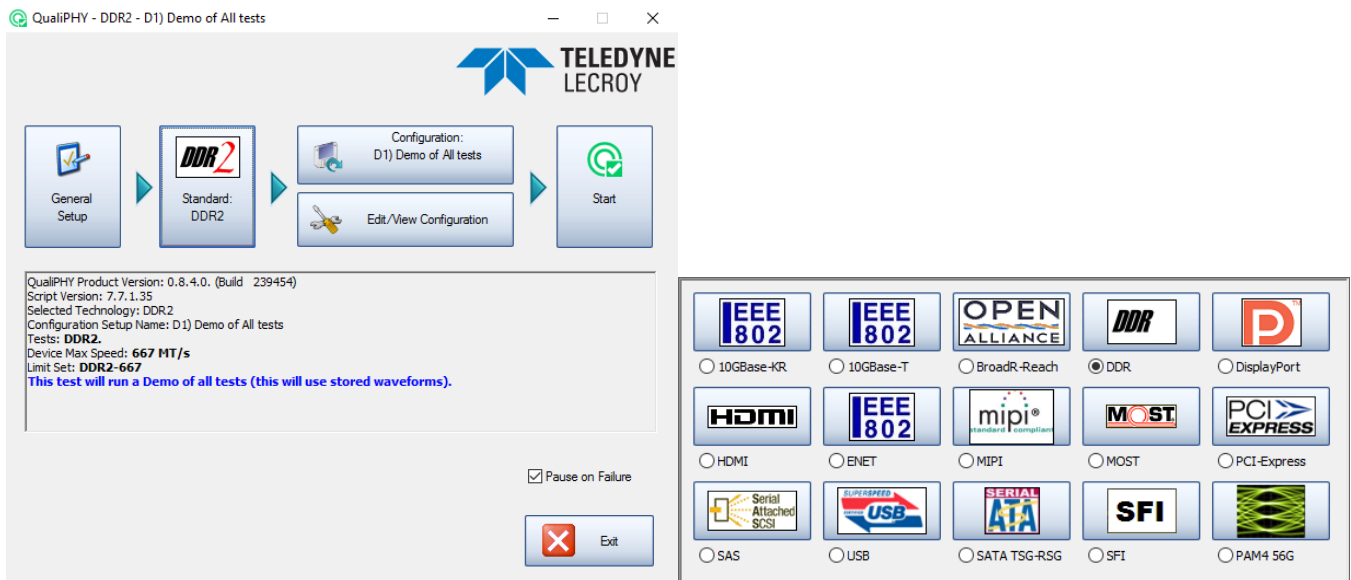 QualiPHY - DDR2 - D1) Demo of All tests
TELEDYNE
LECROY
General
Setup
DDR2
Standard:
DDR2
Configuration:
D1) Demo of All tests
Edit/View Configuration
Start
QualiPHY Product Version: 0.8.4.0. (Build 239454)
Script Version: 7.7.1.35
Selected Technology: DDR2
Configuration Setup Name: D1) Demo of All tests
Tests: DDR2.
Device Max Speed: 667 MT/s
Limit Set: DDR2-667
This test will run a Demo of all tests (this will use stored waveforms).
Pause on Failure
Exit
IEEE
802
IEEE
802
OPEN
ALLIANCE
DDR
D
TM
10GBase-KR
10GBase-T
BroadR-Reach
DDR
DisplayPort
HDMI
IEEE
802
mipi®
standard compliant
MOST
PCI
EXPRESS
HDMI
ENET
MIPI
MOST
PCI-Express
Serial
Attached
SCSI
SUPERSPEED
CERTIFIED USB
SERIAL
ATA
SFI
SAS
USB
SATA TSG-RSG
SFI
PAM4 56G